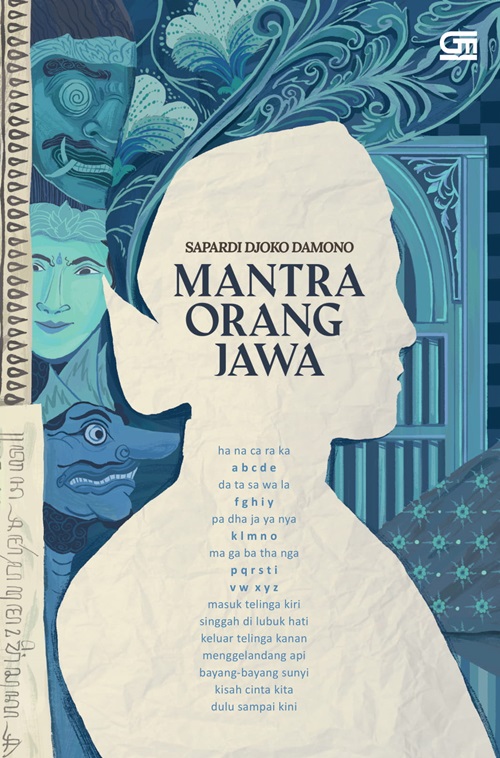 GM
SAPARDI DJOKO DAMONO
MANTRA
ORANG
JAWA
ha na ca ra ka
a b c d e
da ta sa wa la
f g h i y
pa dha ja ya nya
k l m n o
ma ga ba tha nga
p q r s t i
v w x y z
masuk telinga kiri
singgah di lubuk hati
keluar telinga kanan
menggelandang api
bayang-bayang sunyi
kisah cinta kita
dulu sampai kini